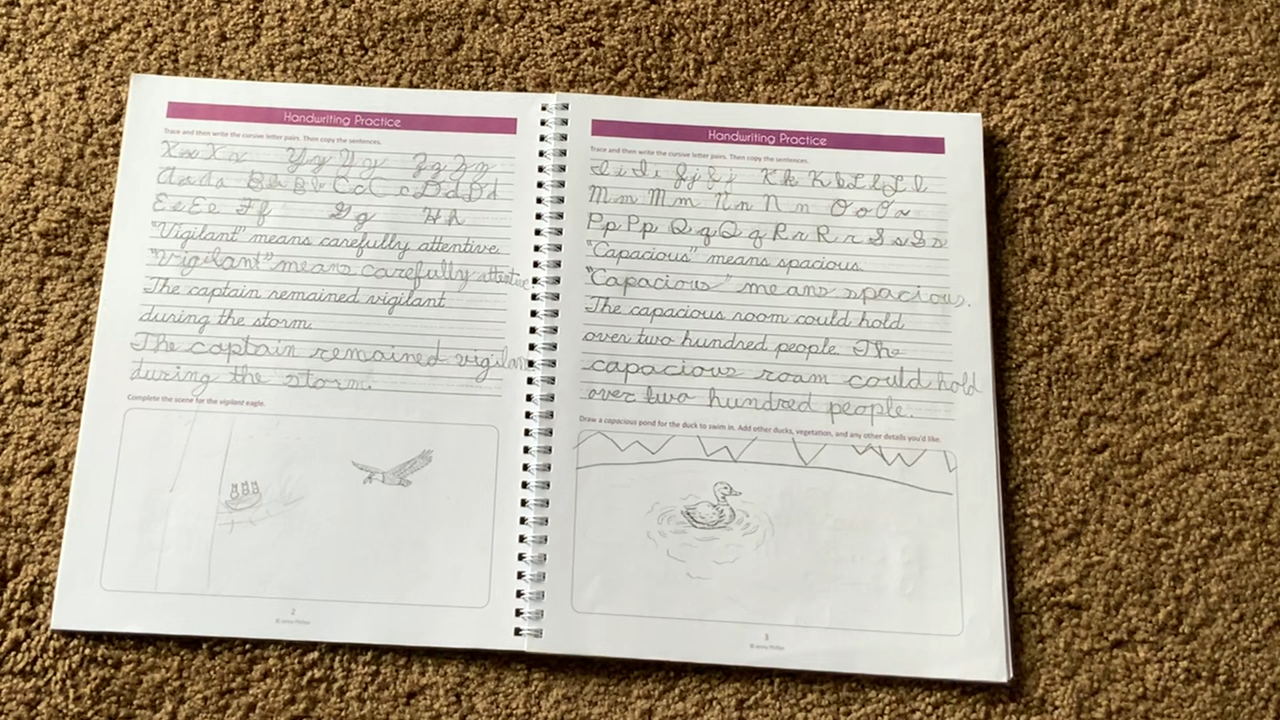 Handwriting Practice
Trace and then write the cursive letter pairs. Then copy the sentences.
Xx Xx Yy Yy Zz Zz
Aa Aa Bb Bb Cc C c Dd Dd
Ee Ee Ff Gg Hh
"Vigilant" means carefully attentive.
"Vigilant" means carefully attentive.
The captain remained vigilant
during the storm.
The captain remained vigilant
during the storm.
Complete the scene for the vigilant eagle.
2
© Jenny Phillips
Handwriting Practice
Trace and then write the cursive letter pairs. Then copy the sentences.
Ii Ii Jj Jj Kk Kk Ll Ll
Mm Mm Nn Nn Oo Oo
Pp Pp Qq Qq Rr Rr Ss Ss
"Capacious" means spacious.
"Capacious" means spacious.
The capacious room could hold
over two hundred people. The
capacious room could hold
over two hundred people.
Draw a capacious pond for the duck to swim in. Add other ducks, vegetation, and any other details you'd like.
3
© Jenny Phillips